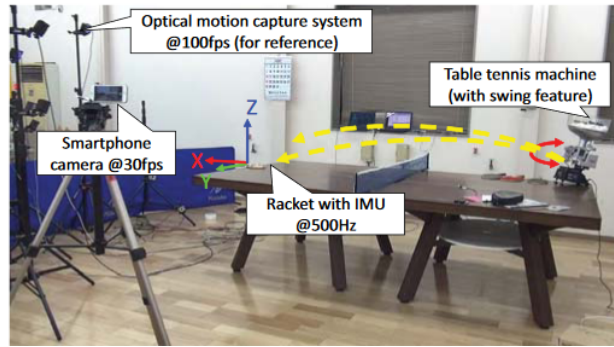 Optical motion capture system
@100fps (for reference)
Table tennis machine
(with swing feature)
Smartphone
camera @30fps
Z
X
Y
Racket with IMU
@500Hz